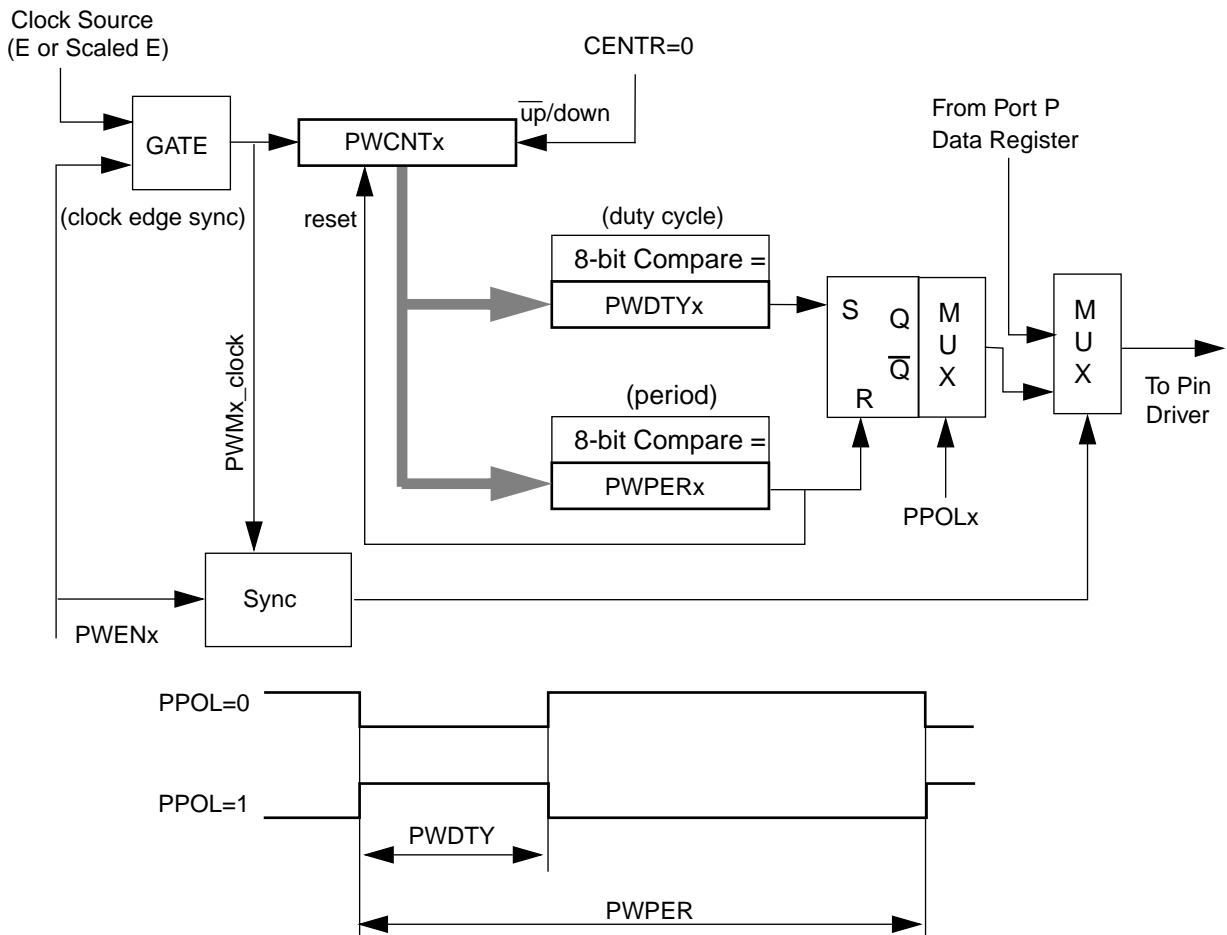 Clock Source
(E or Scaled E)
CENTR=0
up/down
From Port P
Data Register
GATE
PWCNTx
(clock edge sync)
reset
(duty cycle)
8-bit Compare =
PWDTYx
S
Q
Q
R
M
U
X
M
U
X
PWMx_clock
(period)
8-bit Compare =
PWPERx
To Pin
Driver
PPOLx
Sync
PWENx
PPOL=0
PPOL=1
PWDTY
PWPER